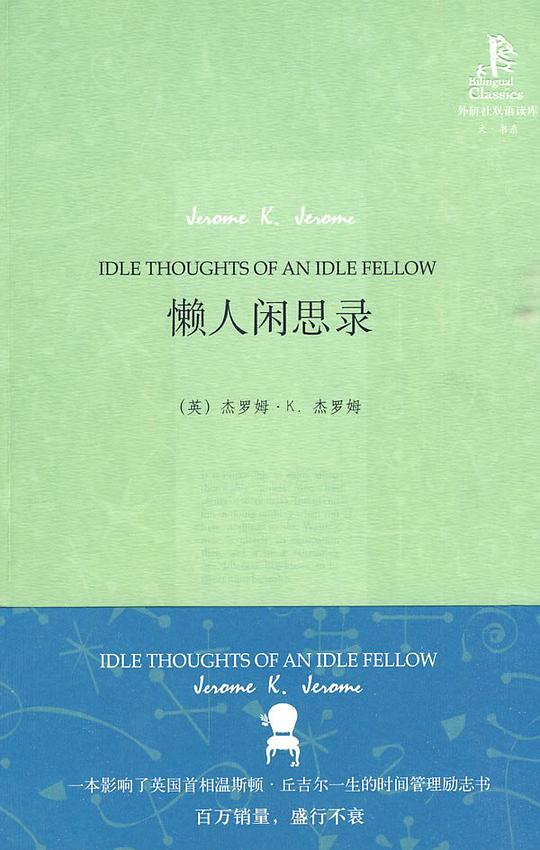 Bilingual
Classics
外研社双语读库
文·书系
Jerome K. Jerome
IDLE THOUGHTS OF AN IDLE FELLOW
懒人闲思录
(英) 杰罗姆·K. 杰罗姆
IDLE THOUGHTS OF AN IDLE FELLOW
Jerome K. Jerome
一本影响了英国首相温斯顿·丘吉尔一生的时间管理励志书
百万销量，盛行不衰